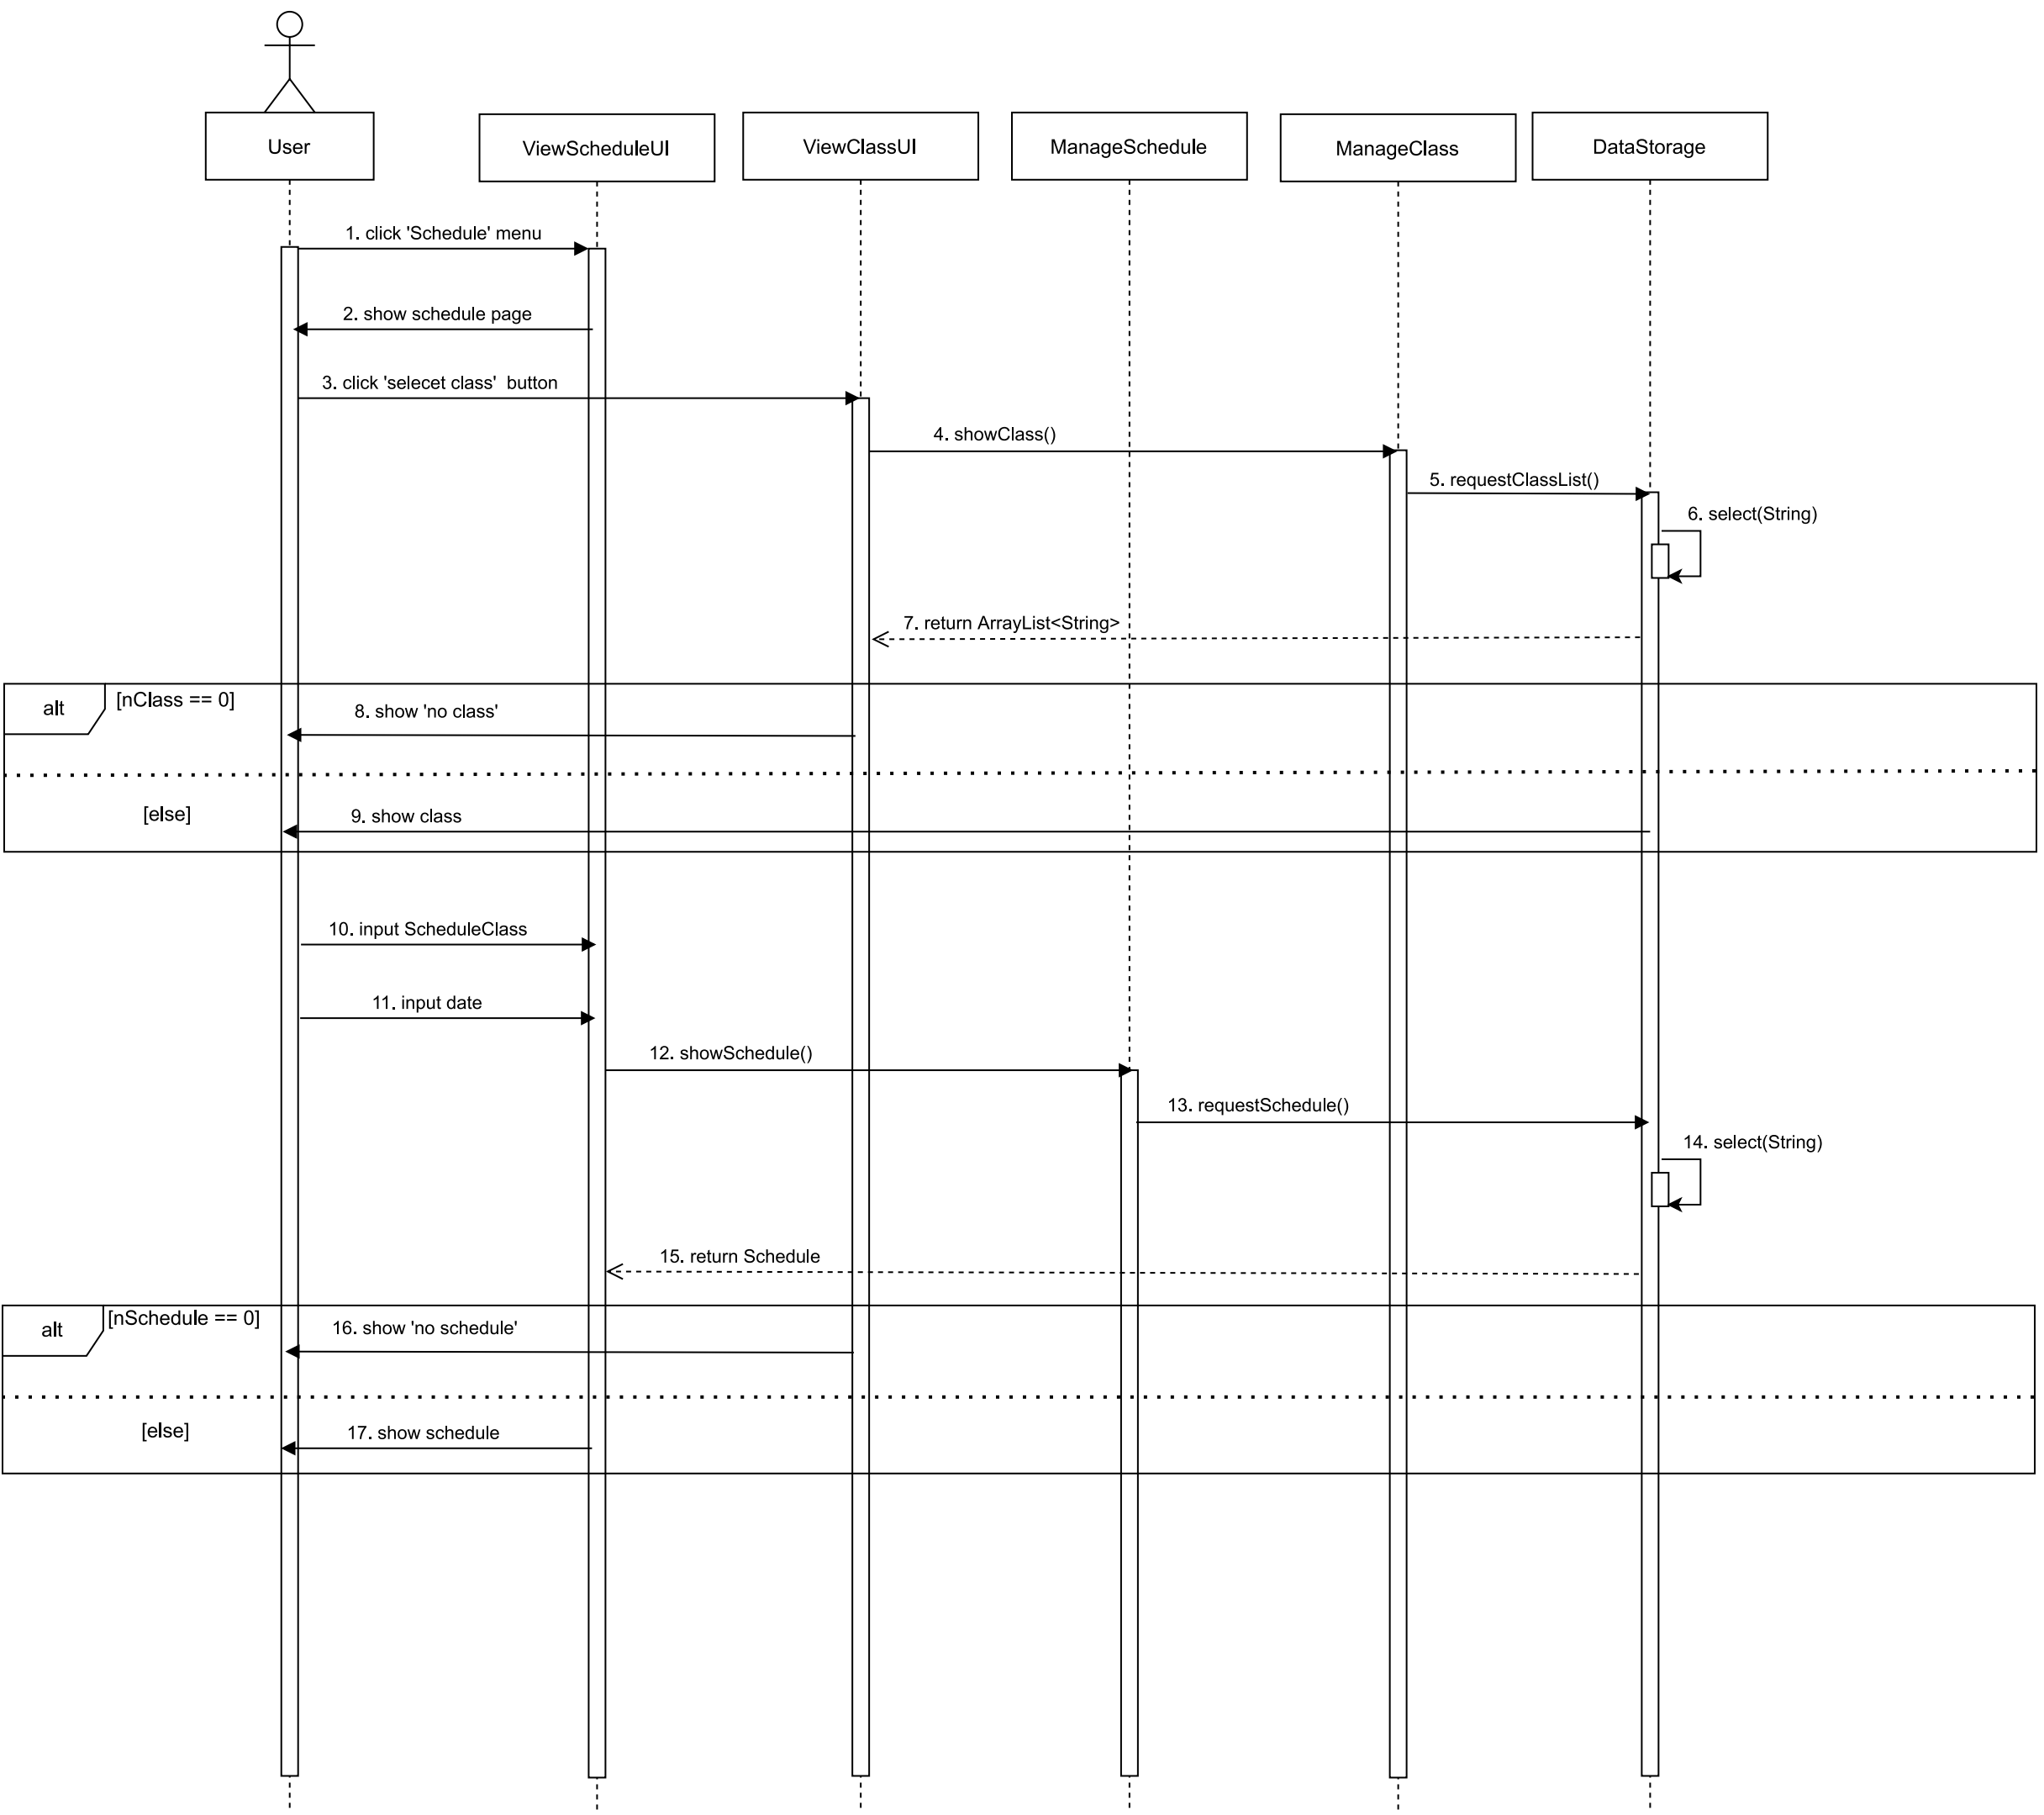 User
ViewScheduleUI
ViewClassUI
ManageSchedule
ManageClass
DataStorage
1. click 'Schedule' menu
2. show schedule page
3. click 'selecet class'  button
4. showClass()
5. requestClassList()
6. select(String)
7. return ArrayList<String>
alt
[nClass == 0]
8. show 'no class'
[else]
9. show class
10. input ScheduleClass
11. input date
12. showSchedule()
13. requestSchedule()
14. select(String)
15. return Schedule
alt
[nSchedule == 0]
16. show 'no schedule'
[else]
17. show schedule